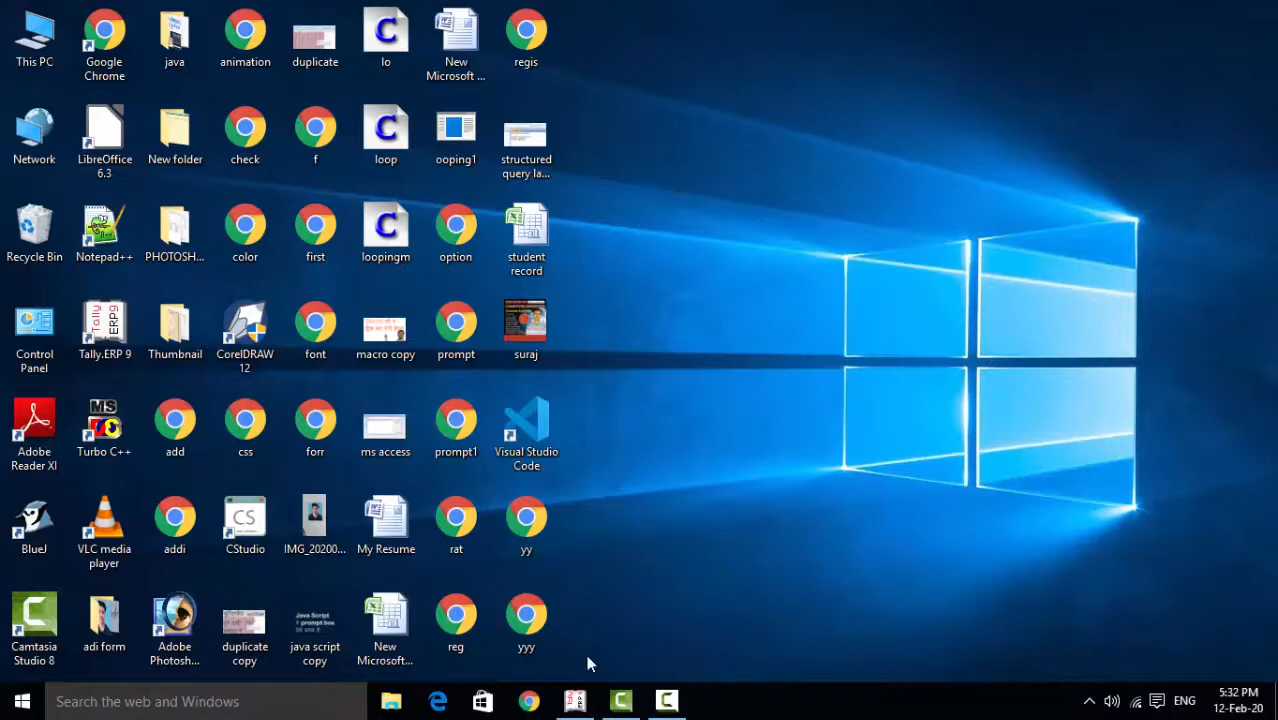 This PC
Google
Chrome
java
animation
duplicate
lo
New
Microsoft ...
regis
Network
LibreOffice
6.3
New folder
check
f
loop
ooping1
structured
query la...
Recycle Bin
Notepad++
PHOTOSH...
color
first
loopingm
option
student
record
Control
Panel
Tally.ERP 9
Thumbnail
CorelDRAW
12
font
macro copy
prompt
suraj
Adobe
Reader XI
Turbo C++
add
css
forr
ms access
prompt1
Visual Studio
Code
BlueJ
VLC media
player
addi
CStudio
IMG_20200...
My Resume
rat
yy
Camtasia
Studio 8
adi form
Adobe
Photosh...
duplicate
copy
java script
copy
New
Microsoft...
reg
yyy
Search the web and Windows
ENG
5:32 PM
12-Feb-20